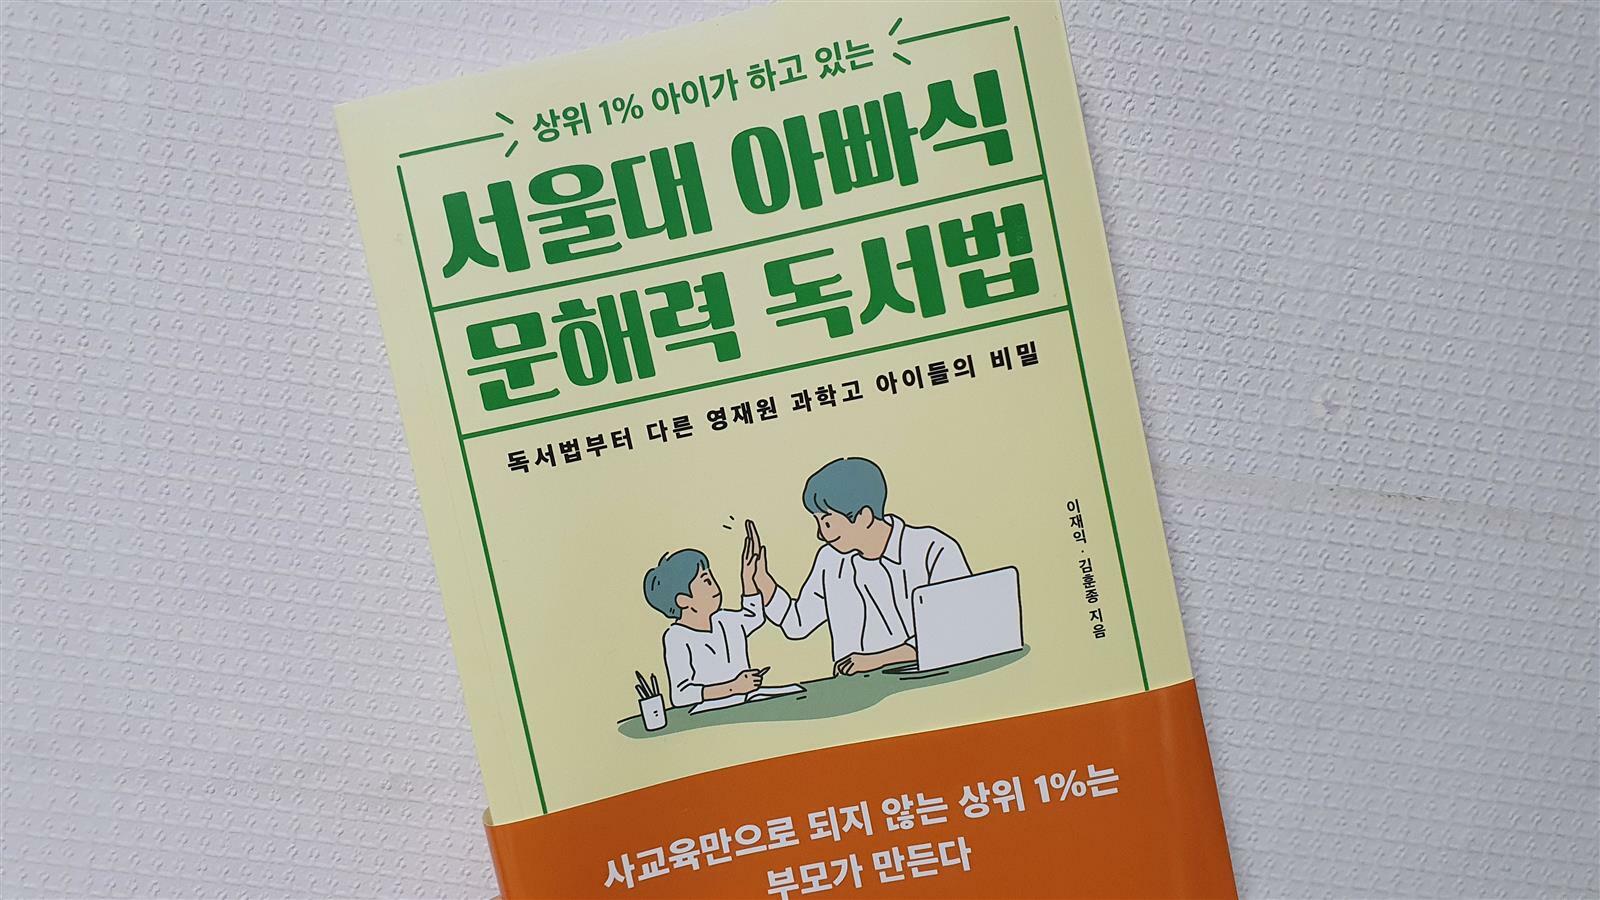 상위 1% 아이가 하고 있는
서울대 아빠식
문해력 독서법
독서법부터 다른 영재원 과학고 아이들의 비밀
이재익·김훈종 지음
사교육만으로 되지 않는 상위 1%는
부모가 만든다